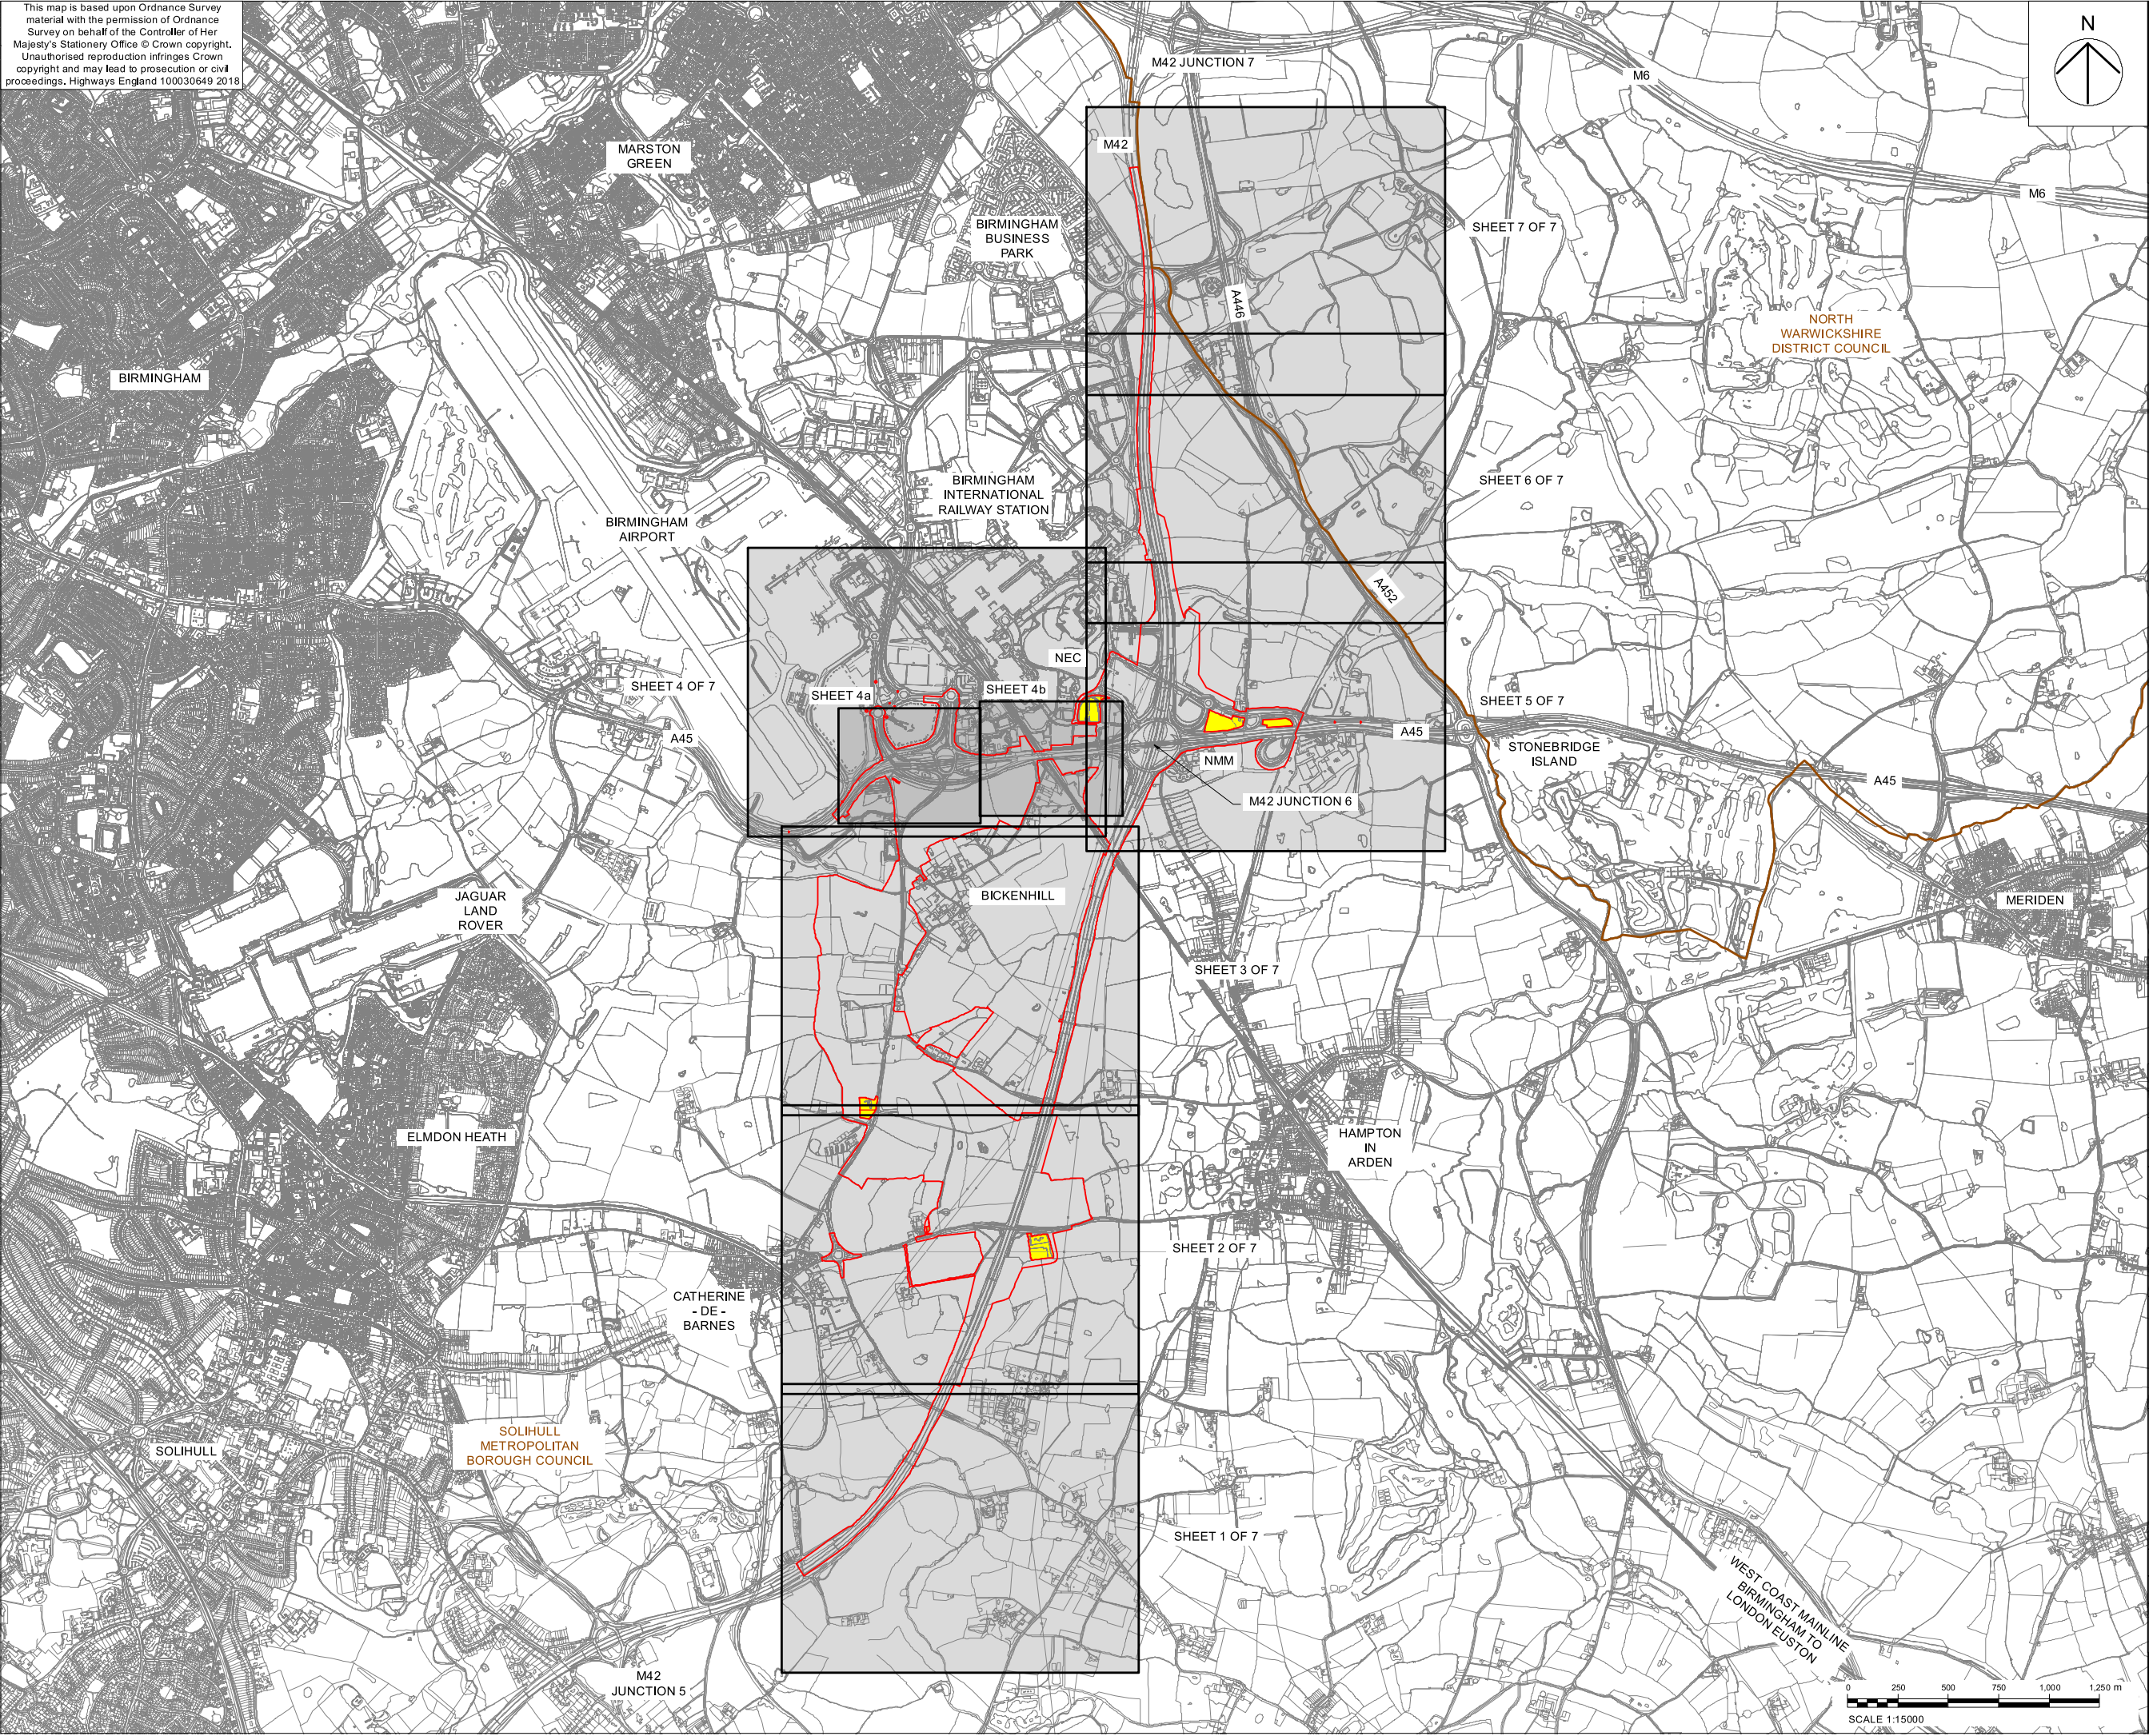 This map is based upon Ordnance Survey
material with the permission of Ordnance
Survey on behalf of the Controller of Her
Majesty's Stationery Office © Crown copyright.
Unauthorised reproduction infringes Crown
copyright and may lead to prosecution or civil
proceedings. Highways England 100030649 2018
N
M42 JUNCTION 7
M6
M42
MARSTON
GREEN
M6
BIRMINGHAM
BUSINESS
PARK
SHEET 7 OF 7
A446
NORTH
WARWICKSHIRE
DISTRICT COUNCIL
BIRMINGHAM
BIRMINGHAM
INTERNATIONAL
RAILWAY STATION
SHEET 6 OF 7
BIRMINGHAM
AIRPORT
A452
NEC
SHEET 4 OF 7
SHEET 4a
SHEET 4b
SHEET 5 OF 7
A45
A45
STONEBRIDGE
ISLAND
NMM
A45
M42 JUNCTION 6
JAGUAR
LAND
ROVER
BICKENHILL
MERIDEN
SHEET 3 OF 7
ELMDON HEATH
HAMPTON
IN
ARDEN
SHEET 2 OF 7
CATHERINE
- DE -
BARNES
SOLIHULL
SOLIHULL
METROPOLITAN
BOROUGH COUNCIL
SHEET 1 OF 7
WEST COAST MAINLINE
BIRMINGHAM TO
LONDON EUSTON
M42
JUNCTION 5
0 250 500 750 1,000 1,250 m
SCALE 1:15000